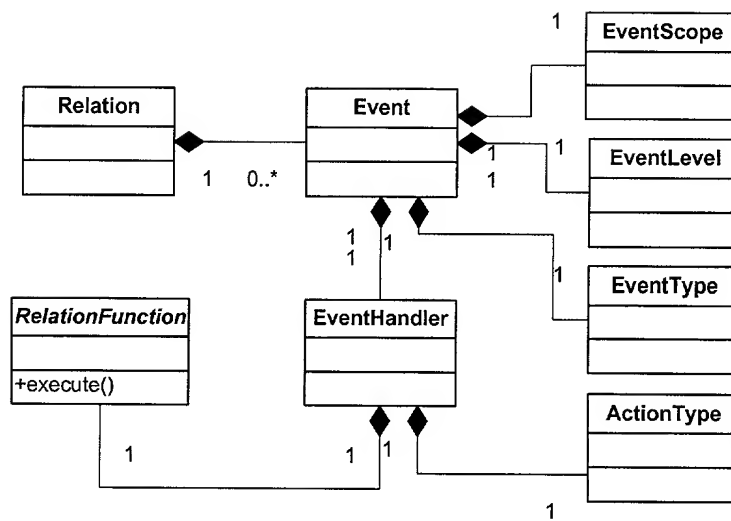 1
EventScope
Relation
Event
1
0..*
1
1
1
EventLevel
1
1
1
1
EventType
RelationFunction
+execute()
EventHandler
ActionType
1
1
1
1